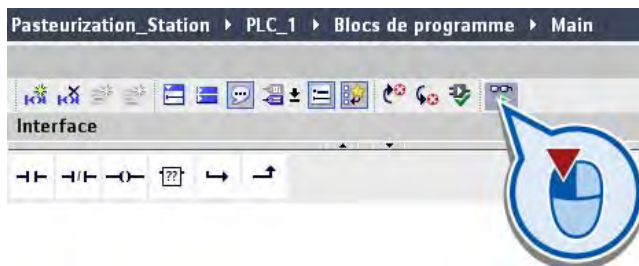 Pasteurization_Station ▸ PLC_1 ▸ Blocs de programme ▸ Main
Interface
??